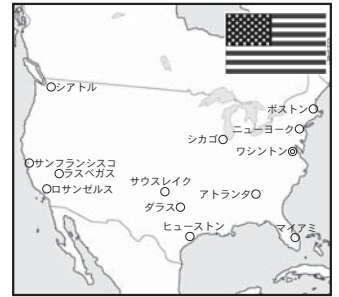 シアトル
ボストン
ニューヨーク
シカゴ
ワシントン
サンフランシスコ
ラスベガス
サウスレイク
ロサンゼルス
アトランタ
ダラス
ヒューストン
マイアミ